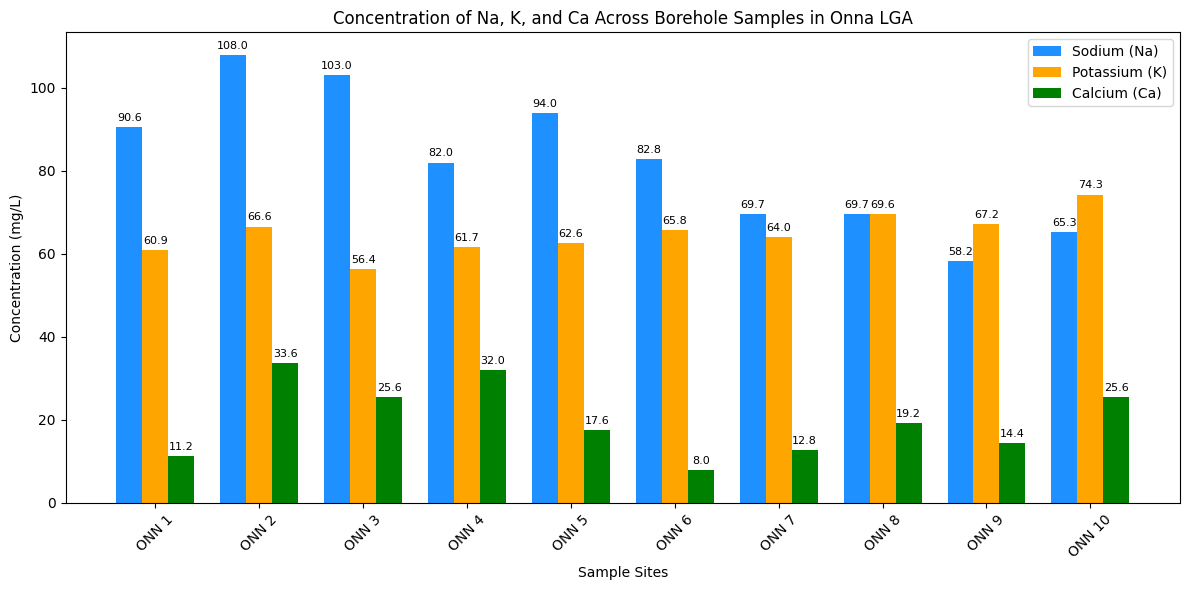 Concentration of Na, K, and Ca Across Borehole Samples in Onna LGA
Sodium (Na)
Potassium (K)
Calcium (Ca)
Concentration (mg/L)
100
80
60
40
20
0
90.6
60.9
11.2
108.0
66.6
33.6
103.0
56.4
25.6
82.0
61.7
32.0
94.0
62.6
17.6
82.8
65.8
8.0
69.7
64.0
12.8
69.7
69.6
19.2
58.2
67.2
14.4
65.3
74.3
25.6
ONN 1
ONN 2
ONN 3
ONN 4
ONN 5
ONN 6
ONN 7
ONN 8
ONN 9
ONN 10
Sample Sites